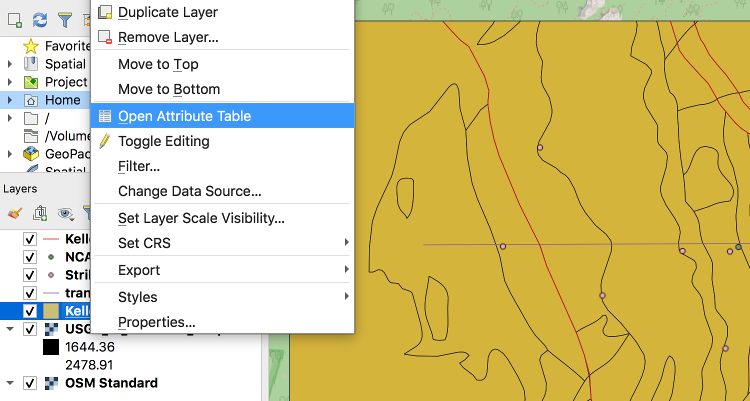 Duplicate Layer
Remove Layer...
Move to Top
Move to Bottom
Open Attribute Table
Toggle Editing
Filter...
Change Data Source...
Set Layer Scale Visibility...
Set CRS
Export
Styles
Properties...
Favorite
Spatial
Project
Home
/
/Volume
GeoPac
Spatial
Layers
Kelle
NCA
Strik
tran
Kelle
USG
1644.36
2478.91
OSM Standard